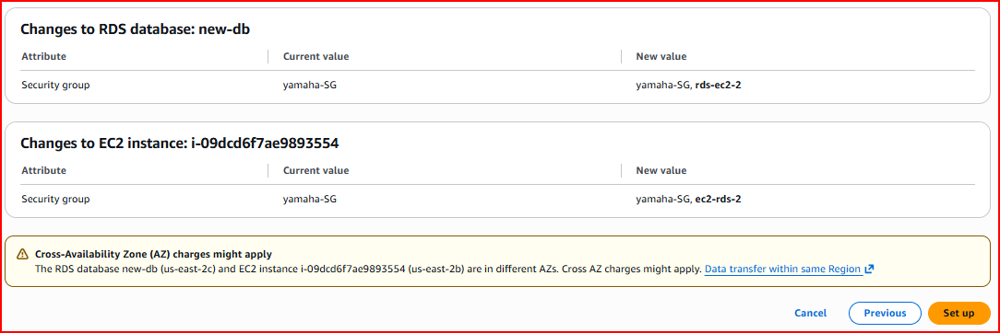 Changes to RDS database: new-db
Attribute Current value New value
Security group yamaha-SG yamaha-SG, rds-ec2-2
Changes to EC2 instance: i-09dcd6f7ae9893554
Attribute Current value New value
Security group yamaha-SG yamaha-SG, ec2-rds-2
Cross-Availability Zone (AZ) charges might apply
The RDS database new-db (us-east-2c) and EC2 instance i-09dcd6f7ae9893554 (us-east-2b) are in different AZs. Cross AZ charges might apply. Data transfer within same Region
Cancel Previous Set up